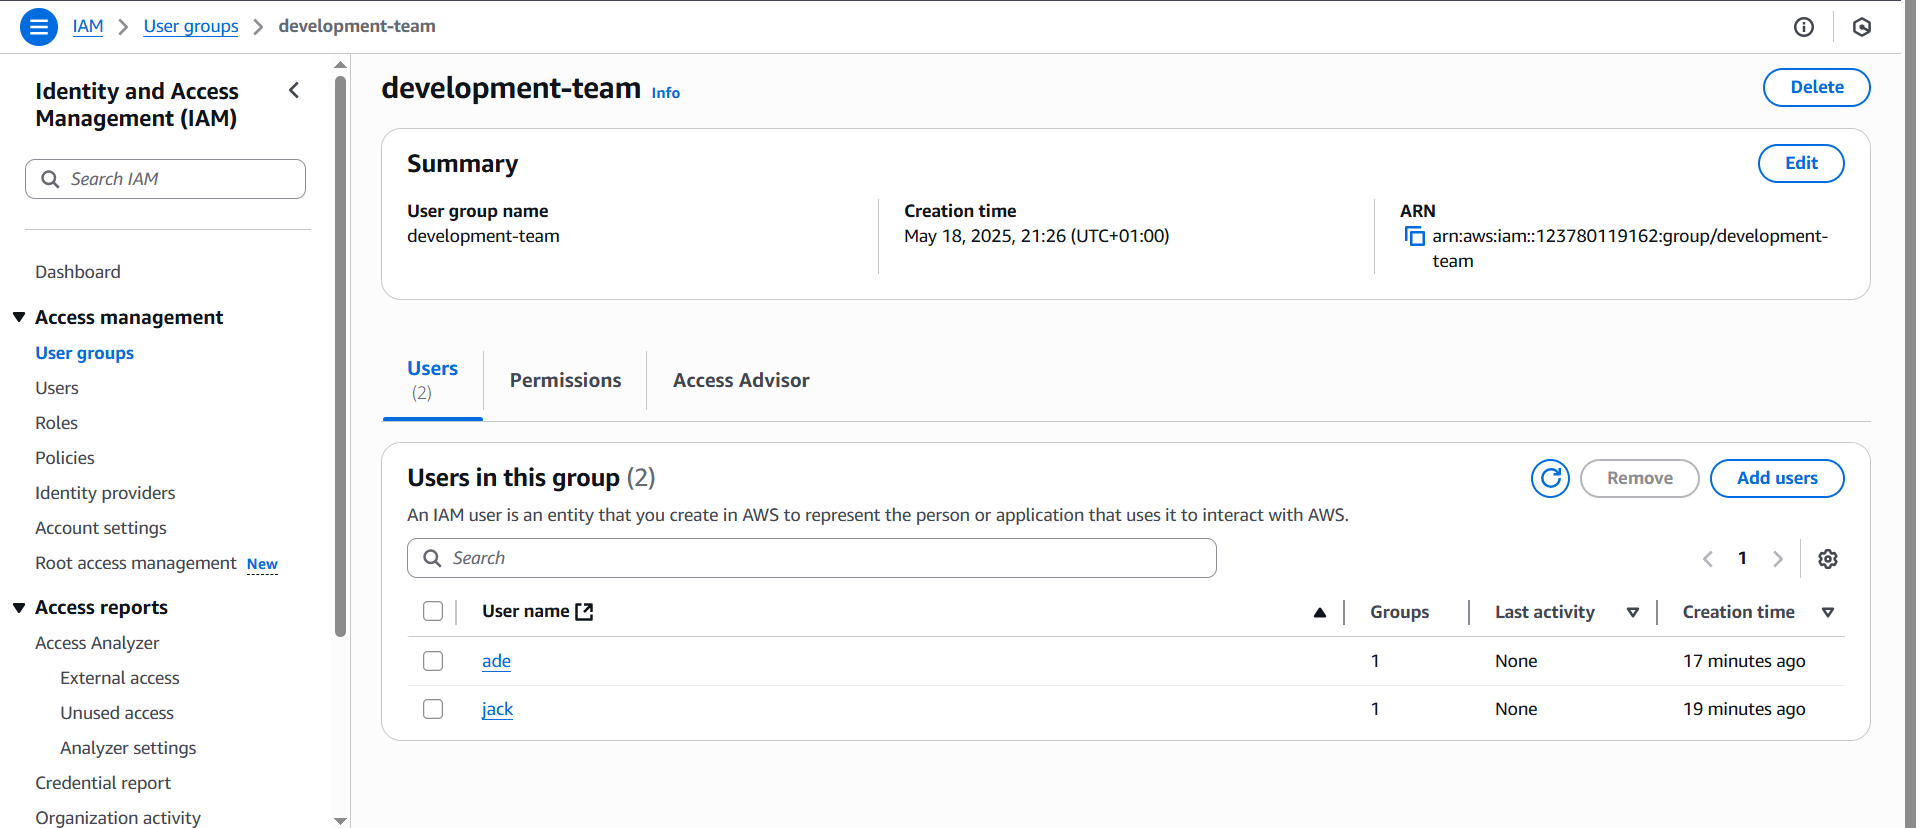 IAM > User groups > development-team
Identity and Access
Management (IAM)
Search IAM
Dashboard
Access management
User groups
Users
Roles
Policies
Identity providers
Account settings
Root access management New
Access reports
Access Analyzer
External access
Unused access
Analyzer settings
Credential report
Organization activity
development-team Info
Delete
Summary
Edit
User group name
development-team
Creation time
May 18, 2025, 21:26 (UTC+01:00)
ARN
arn:aws:iam::123780119162:group/development-
team
Users
(2)
Permissions
Access Advisor
Users in this group (2)
Remove
Add users
An IAM user is an entity that you create in AWS to represent the person or application that uses it to interact with AWS.
Search
1
User name Groups Last activity Creation time
ade 1 None 17 minutes ago
jack 1 None 19 minutes ago